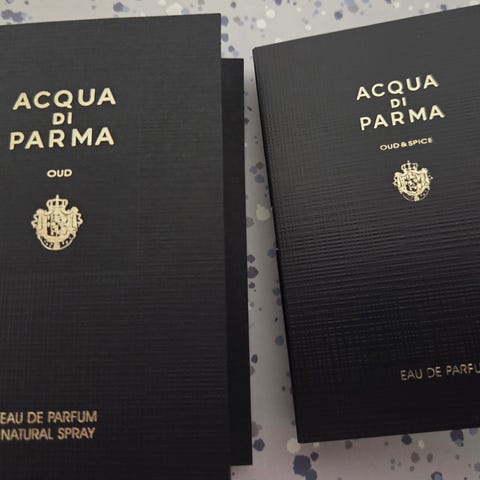 ACQUA
DI
PARMA
OUD
EAU DE PARFUM
NATURAL SPRAY
ACQUA
DI
PARMA
OUD & SPICE
EAU DE PARFU